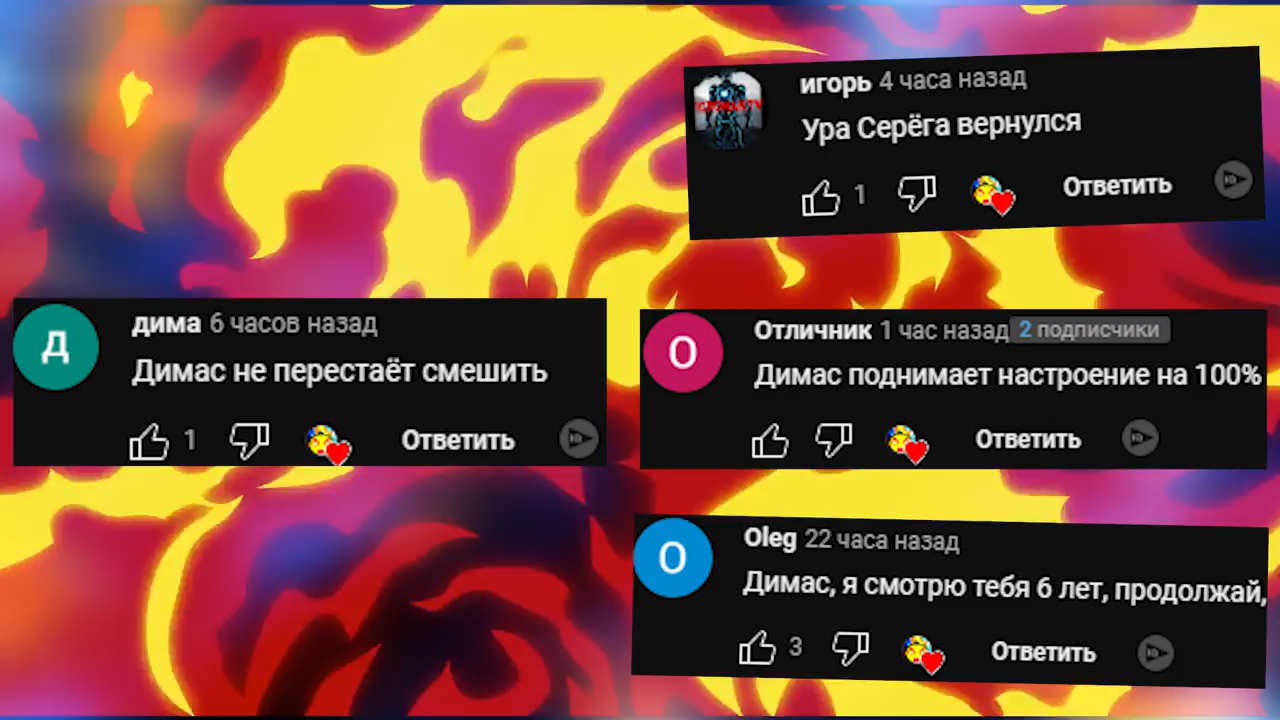 игорь 4 часа назад
Ура Серёга вернулся
1
Ответить
дима 6 часов назад
Д
Димас не перестаёт смешить
1
Ответить
Отличник 1 час назад 2 подписчики
О
Димас поднимает настроение на 100%
Ответить
Oleg 22 часа назад
O
Димас, я смотрю тебя 6 лет, продолжай,
3
Ответить